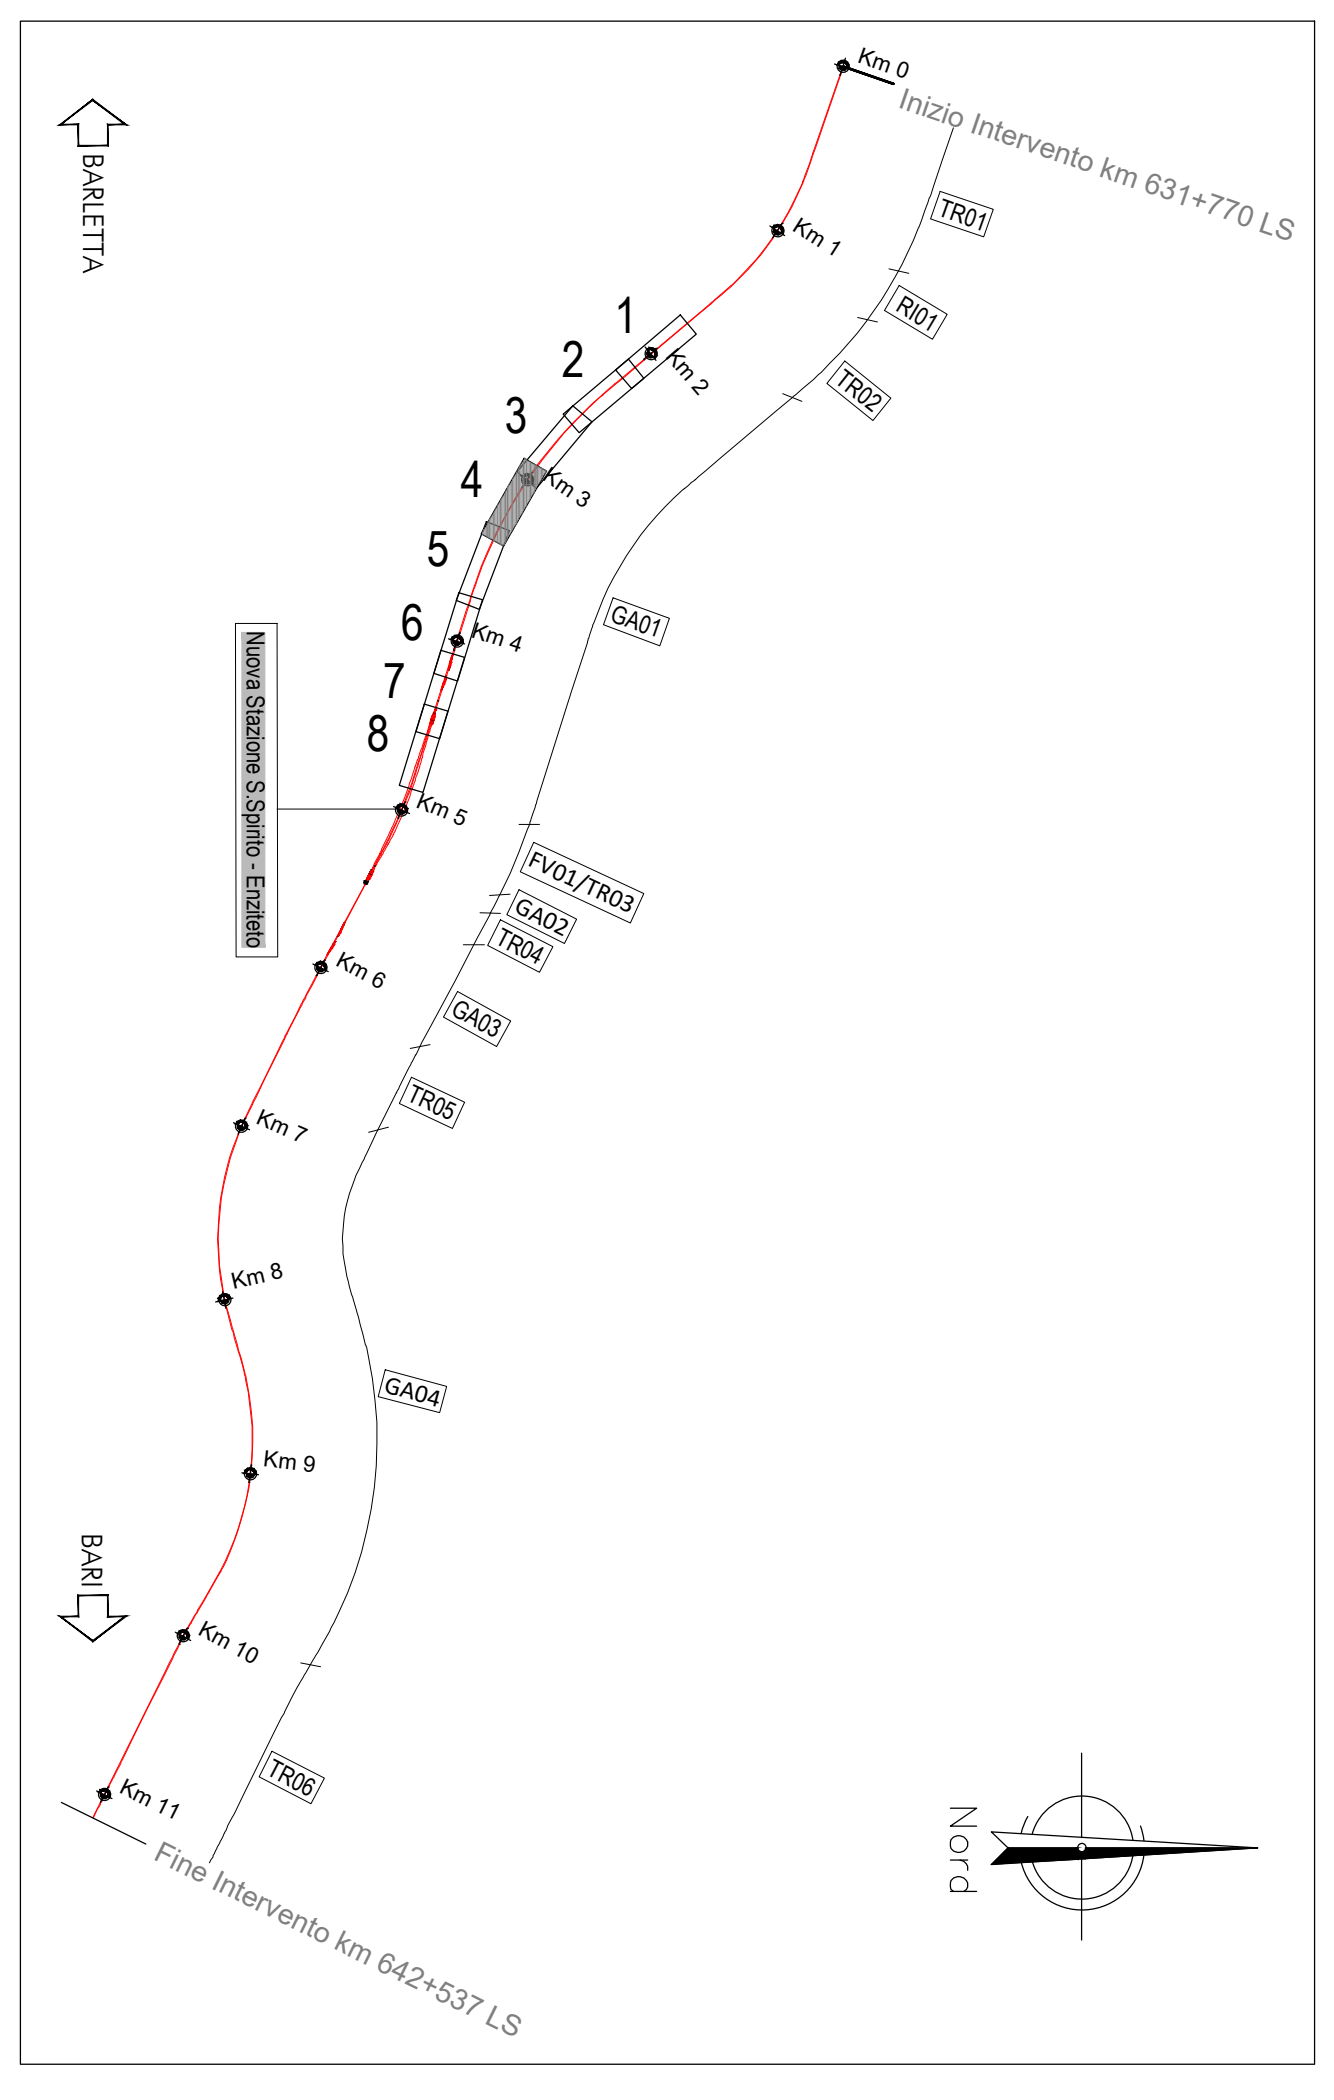 Km 0
Inizio Intervento km 631+770 LS
BARLETTA
TR01
Km 1
RI01
1
Km 2
2
TR02
3
4
Km 3
5
6
Km 4
GA01
7
8
Nuova Stazione S.Spirito - Enziteto
Km 5
FV01/TR03
GA02
TR04
Km 6
GA03
TR05
Km 7
Km 8
GA04
Km 9
BARI
Km 10
TR06
Km 11
Fine Intervento km 642+537 LS
Nord